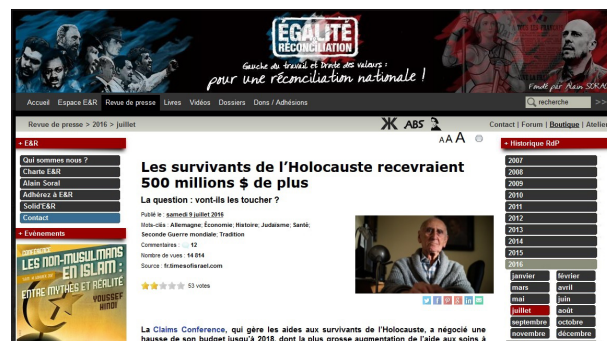 ÉGALITÉ
RÉCONCILIATION
Gauche du travail et Droite des valeurs :
pour une réconciliation nationale !
Fondé par Alain SORAL
Accueil Espace E&R Revue de presse Livres Vidéos Dossiers Dons / Adhésions
recherche >>
Revue de presse > 2016 > juillet
ABS
Contact | Forum | Boutique | Atelier
AAA
+ E&R
Qui sommes nous ?
Charte E&R
Alain Soral
Adhérez à E&R
Solid'E&R
Contact
+ Evénements
CONFÉRENCE
LES NON-MUSULMANS
EN ISLAM :
ENTRE MYTHES ET RÉALITÉ
YOUSSEF
HINDI
Les survivants de l'Holocauste recevraient
500 millions $ de plus
La question : vont-ils les toucher ?
Publié le : samedi 9 juillet 2016
Mots-clés : Allemagne; Économie; Histoire; Judaïsme; Santé;
Seconde Guerre mondiale; Tradition
Commentaires : 12
Nombre de vues : 14 814
Source : fr.timesofisrael.com
53 votes
La Claims Conference, qui gère les aides aux survivants de l'Holocauste, a négocié une
hausse de son budget jusqu'à 2018, dont la plus grosse augmentation de l'aide aux soins à
+ Historique RdP
2007
2008
2009
2010
2011
2012
2013
2014
2015
2016
janvier février
mars avril
mai juin
juillet août
septembre octobre
novembre décembre